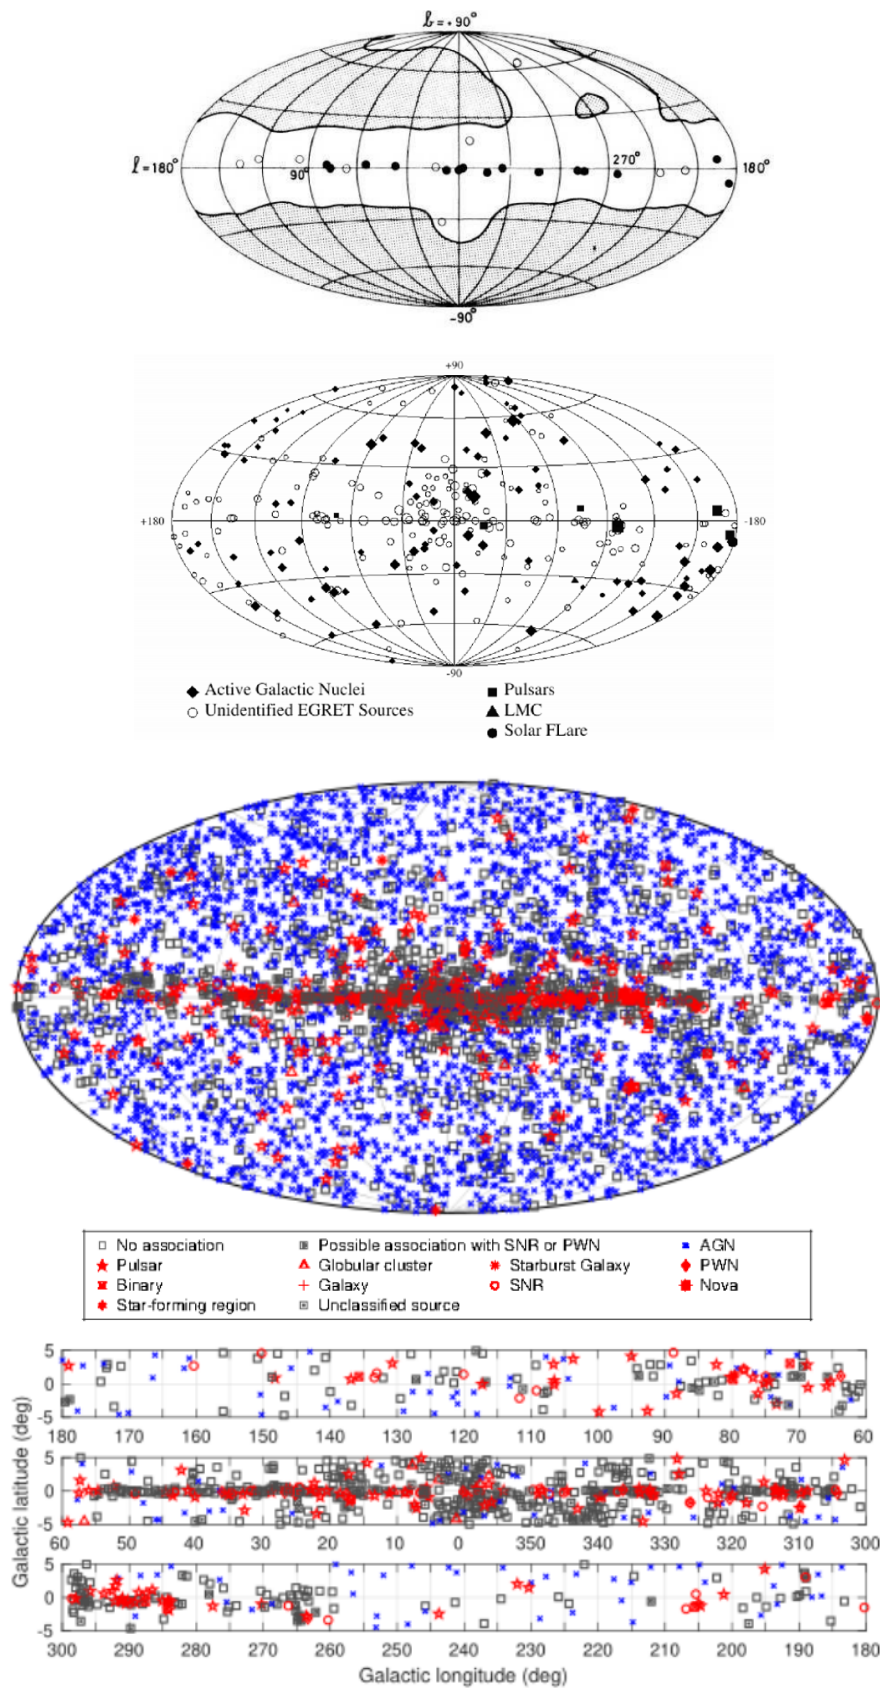 b = +90°
l = 180°
90°
270°
180°
-90°
+90
+180
-180
-90
Active Galactic Nuclei
Pulsars
Unidentified EGRET Sources
LMC
Solar FLare
No association
Possible association with SNR or PWN
AGN
Pulsar
Globular cluster
Starburst Galaxy
PWN
Binary
Galaxy
SNR
Nova
Star-forming region
Unclassified source
Galactic latitude (deg)
5
0
-5
180 170 160 150 140 130 120 110 100 90 80 70 60
5
0
-5
60 50 40 30 20 10 0 350 340 330 320 310 300
5
0
-5
300 290 280 270 260 250 240 230 220 210 200 190 180
Galactic longitude (deg)